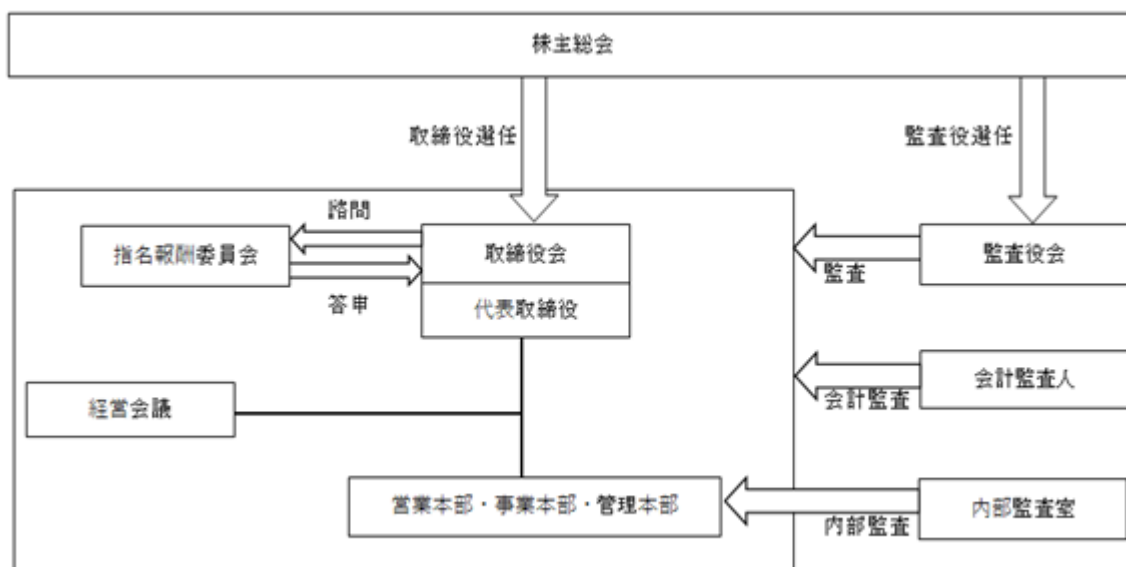 株主総会
取締役選任
監査役選任
諮問
指名報酬委員会
取締役会
監査役会
監査
答申
代表取締役
会計監査人
会計監査
経営会議
営業本部・事業本部・管理本部
内部監査室
内部監査